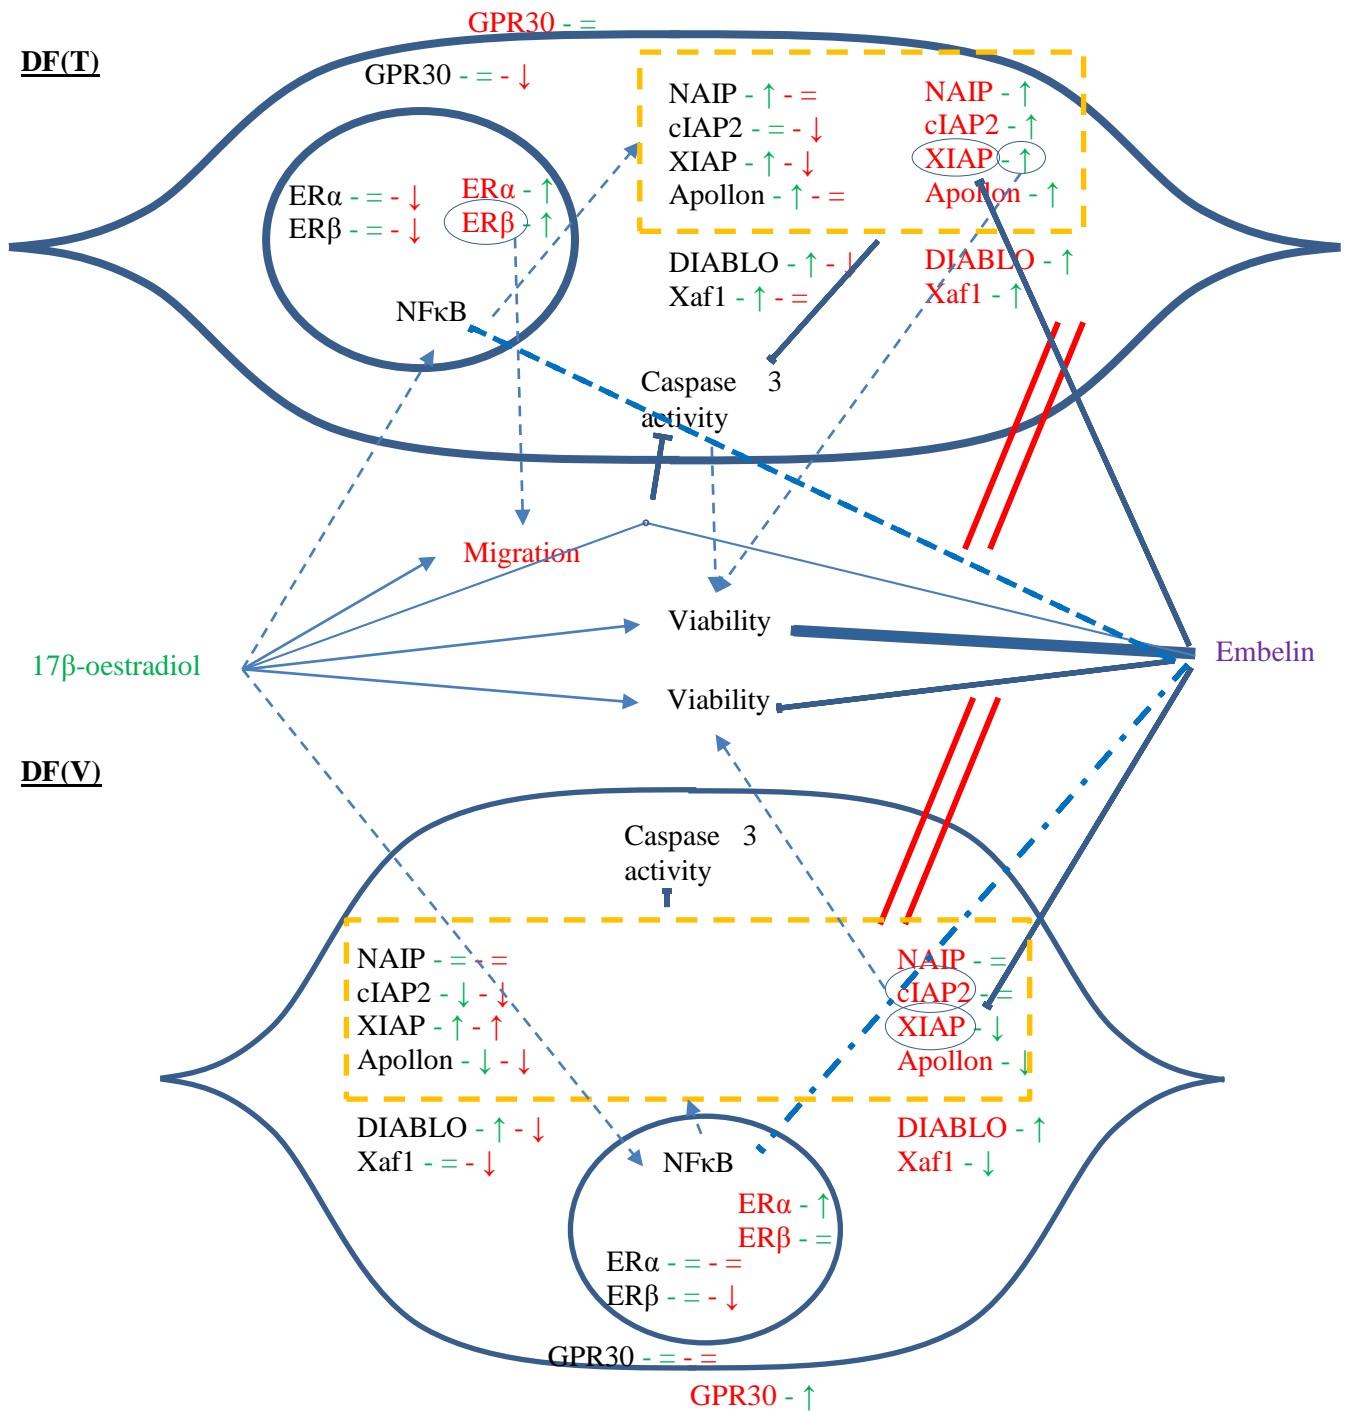 GPR30 - =
DF(T)
GPR30 - = - ↓
NAIP - ↑ - =
cIAP2 - = - ↓
XIAP - ↑ - ↓
Apollon - ↑ - =
NAIP - ↑
cIAP2 - ↑
XIAP - ↑
Apollon - ↑
ERα - = - ↓
ERβ - = - ↓
ERα - ↑
ERβ - ↑
DIABLO - ↑ - ↓
Xaf1 - ↑ - =
DIABLO - ↑
Xaf1 - ↑
NFκB
Caspase 3
activity
Migration
Viability
17β-oestradiol
Embelin
Viability
DF(V)
Caspase 3
activity
NAIP - = - =
cIAP2 - ↓ - ↓
XIAP - ↑ - ↑
Apollon - ↓ - ↓
NAIP - =
cIAP2 - =
XIAP - ↓
Apollon - ↓
DIABLO - ↑ - ↓
Xaf1 - = - ↓
DIABLO - ↑
Xaf1 - ↓
NFκB
ERα - ↑
ERβ - =
ERα - = - =
ERβ - = - ↓
GPR30 - = - =
GPR30 - ↑